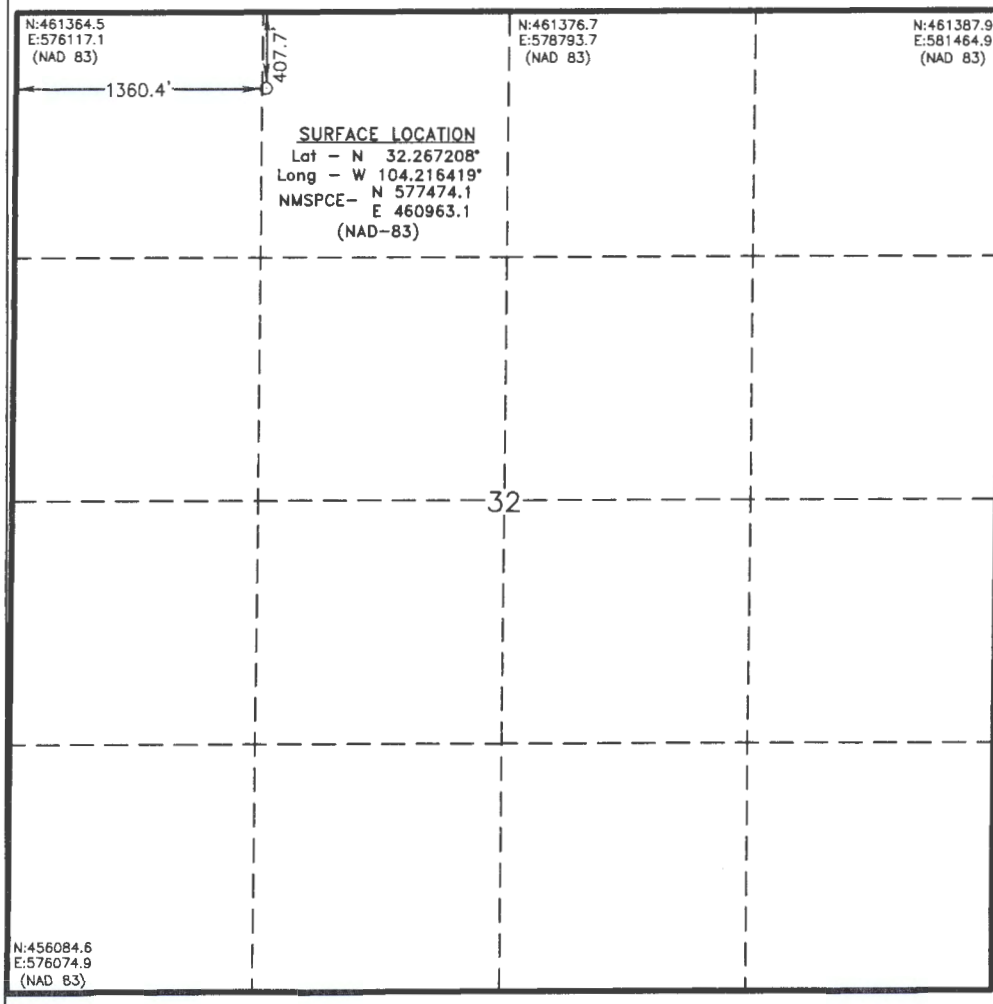 N:461364.5
E:576117.1
(NAD 83)
N:461376.7
E:578793.7
(NAD 83)
N:461387.9
E:581464.9
(NAD 83)
407.7'
1360.4'
SURFACE LOCATION
Lat - N 32.267208°
Long - W 104.216419°
NMSPCE- N 577474.1
E 460963.1
(NAD-83)
32
N:456084.6
E:576074.9
(NAD 83)